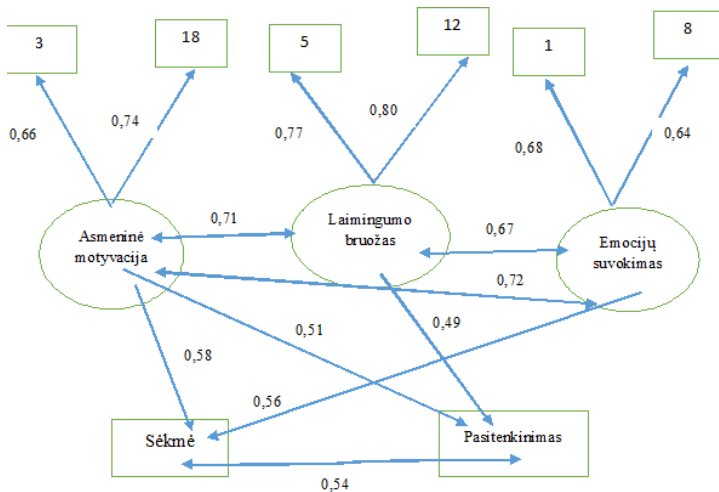 3
18
5
12
1
8
0,66
0,74
0,77
0,80
0,68
0,64
Asmeninė
motyvacija
0,71
Laimingumo
bruožas
0,67
Emocijų
suvokimas
0,72
0,51
0,49
0,58
0,56
Sėkmė
Pasitenkinimas
0,54